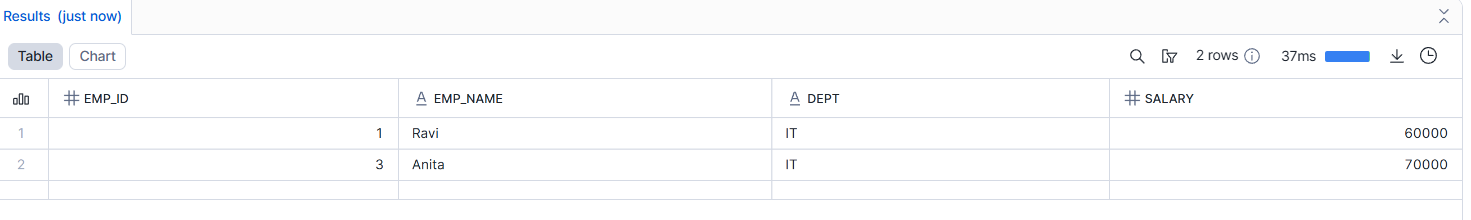 Results (just now)
Table Chart 2 rows 37ms
# EMP_ID A EMP_NAME A DEPT # SALARY
1 1 Ravi IT 60000
2 3 Anita IT 70000